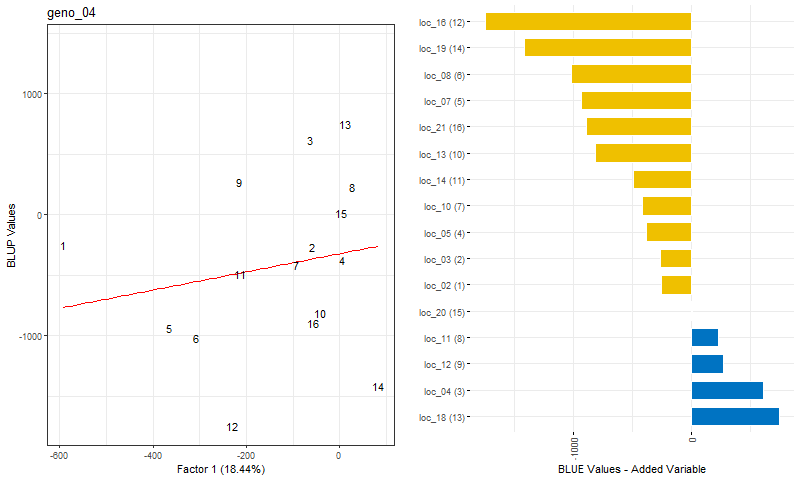 geno_04
BLUP Values
1000
0
-1000
13
3
9
8
15
1
2
4
7
11
10
16
5
6
14
12
-600
-400
-200
0
Factor 1 (18.44%)
loc_16 (12)
loc_19 (14)
loc_08 (6)
loc_07 (5)
loc_21 (16)
loc_13 (10)
loc_14 (11)
loc_10 (7)
loc_05 (4)
loc_03 (2)
loc_02 (1)
loc_20 (15)
loc_11 (8)
loc_12 (9)
loc_04 (3)
loc_18 (13)
-1000
0
BLUE Values - Added Variable